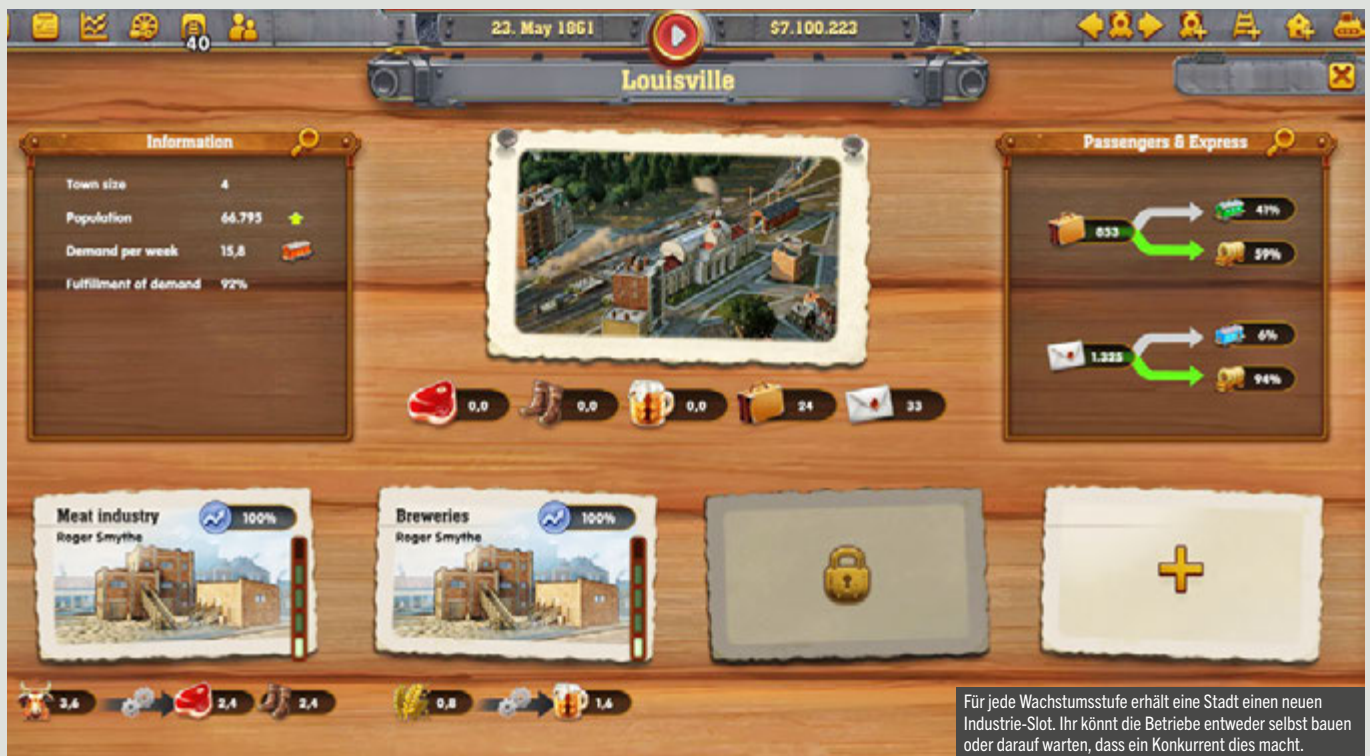 40
23. May 1861
$7.100.223
Louisville
Information
Town size 4
Population 66.795
Demand per week 15,8
Fulfillment of demand 92%
Passengers & Express
853
41%
59%
1.325
6%
94%
0,0
0,0
0,0
24
33
Meat industry
Roger Smythe
100%
Breweries
Roger Smythe
100%
3,6
2,4
2,4
0,8
1,6
Für jede Wachstumsstufe erhält eine Stadt einen neuen
Industrie-Slot. Ihr könnt die Betriebe entweder selbst bauen
oder darauf warten, dass ein Konkurrent dies macht.